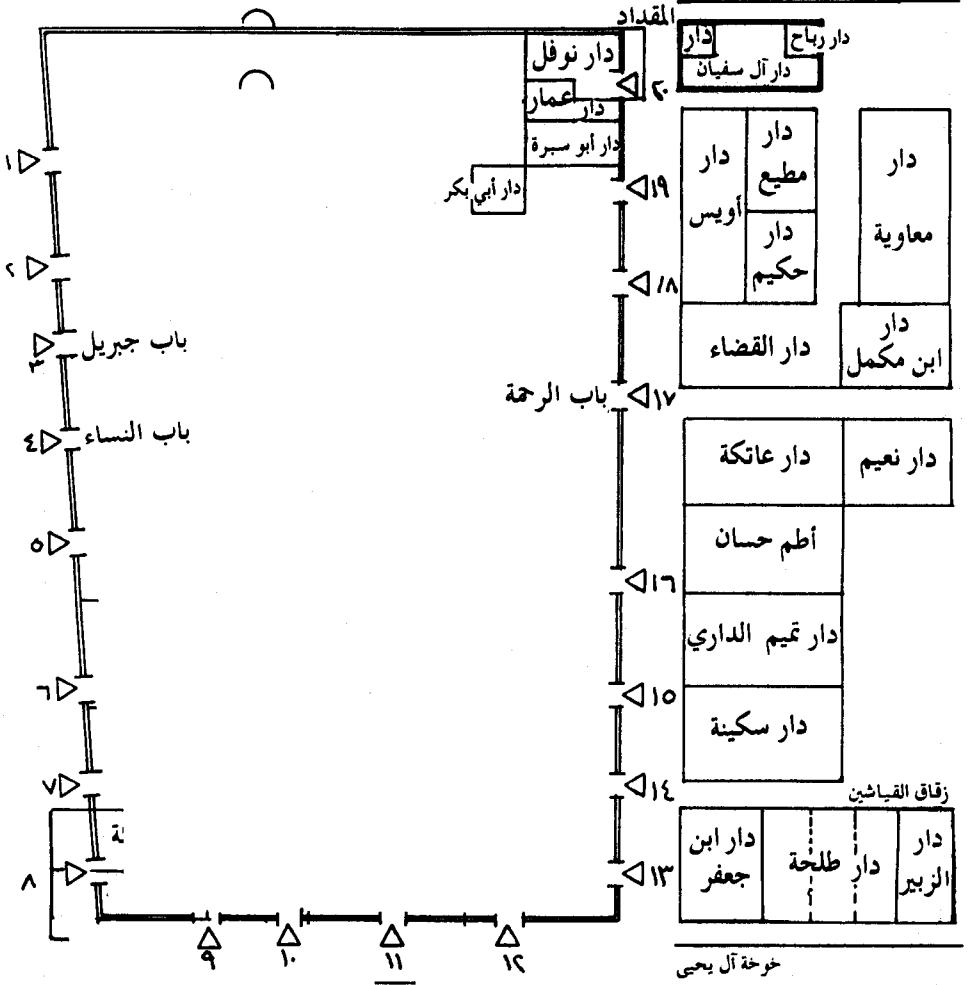 المقداد
دار
دار رباح
دار آل سفيان
دار نوفل
٢٠
دار عمار
دار أبو سبرة
دار أبي بكر
١٩
١٨
باب الرحمة
١٧
١٦
١٥
١٤
١٣
١٢
١١
١٠
٩
٨
٧
٦
٥
٤
باب النساء
٣
باب جبريل
٢
١
دار
معاوية
دار
مطيع
دار
أويس
دار
حكيم
دار
ابن مكمل
دار القضاء
دار نعيم
دار عاتكة
أطم حسان
دار تميم الداري
دار سكينة
زقاق القياشين
دار
الزبير
دار طلحة
دار ابن
جعفر
خوخة آل يحيى